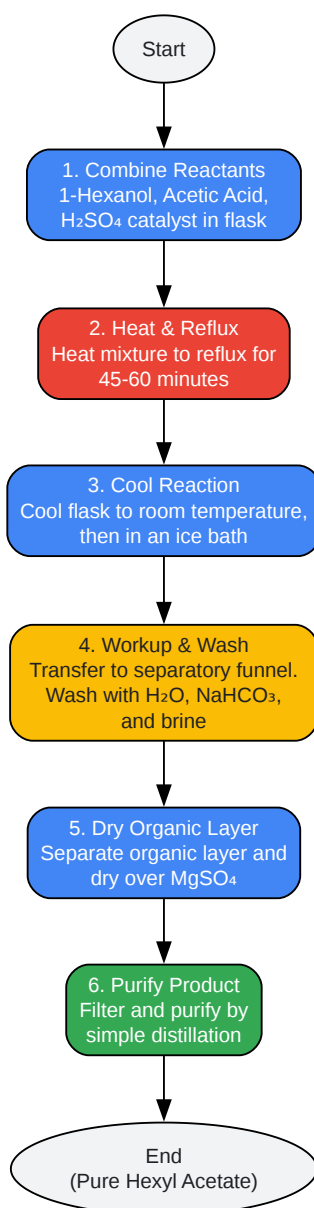 Start
1. Combine Reactants
1-Hexanol, Acetic Acid,
H₂SO₄ catalyst in flask
2. Heat & Reflux
Heat mixture to reflux for
45-60 minutes
3. Cool Reaction
Cool flask to room temperature,
then in an ice bath
4. Workup & Wash
Transfer to separatory funnel.
Wash with H₂O, NaHCO₃,
and brine
5. Dry Organic Layer
Separate organic layer and
dry over MgSO₄
6. Purify Product
Filter and purify by
simple distillation
End
(Pure Hexyl Acetate)